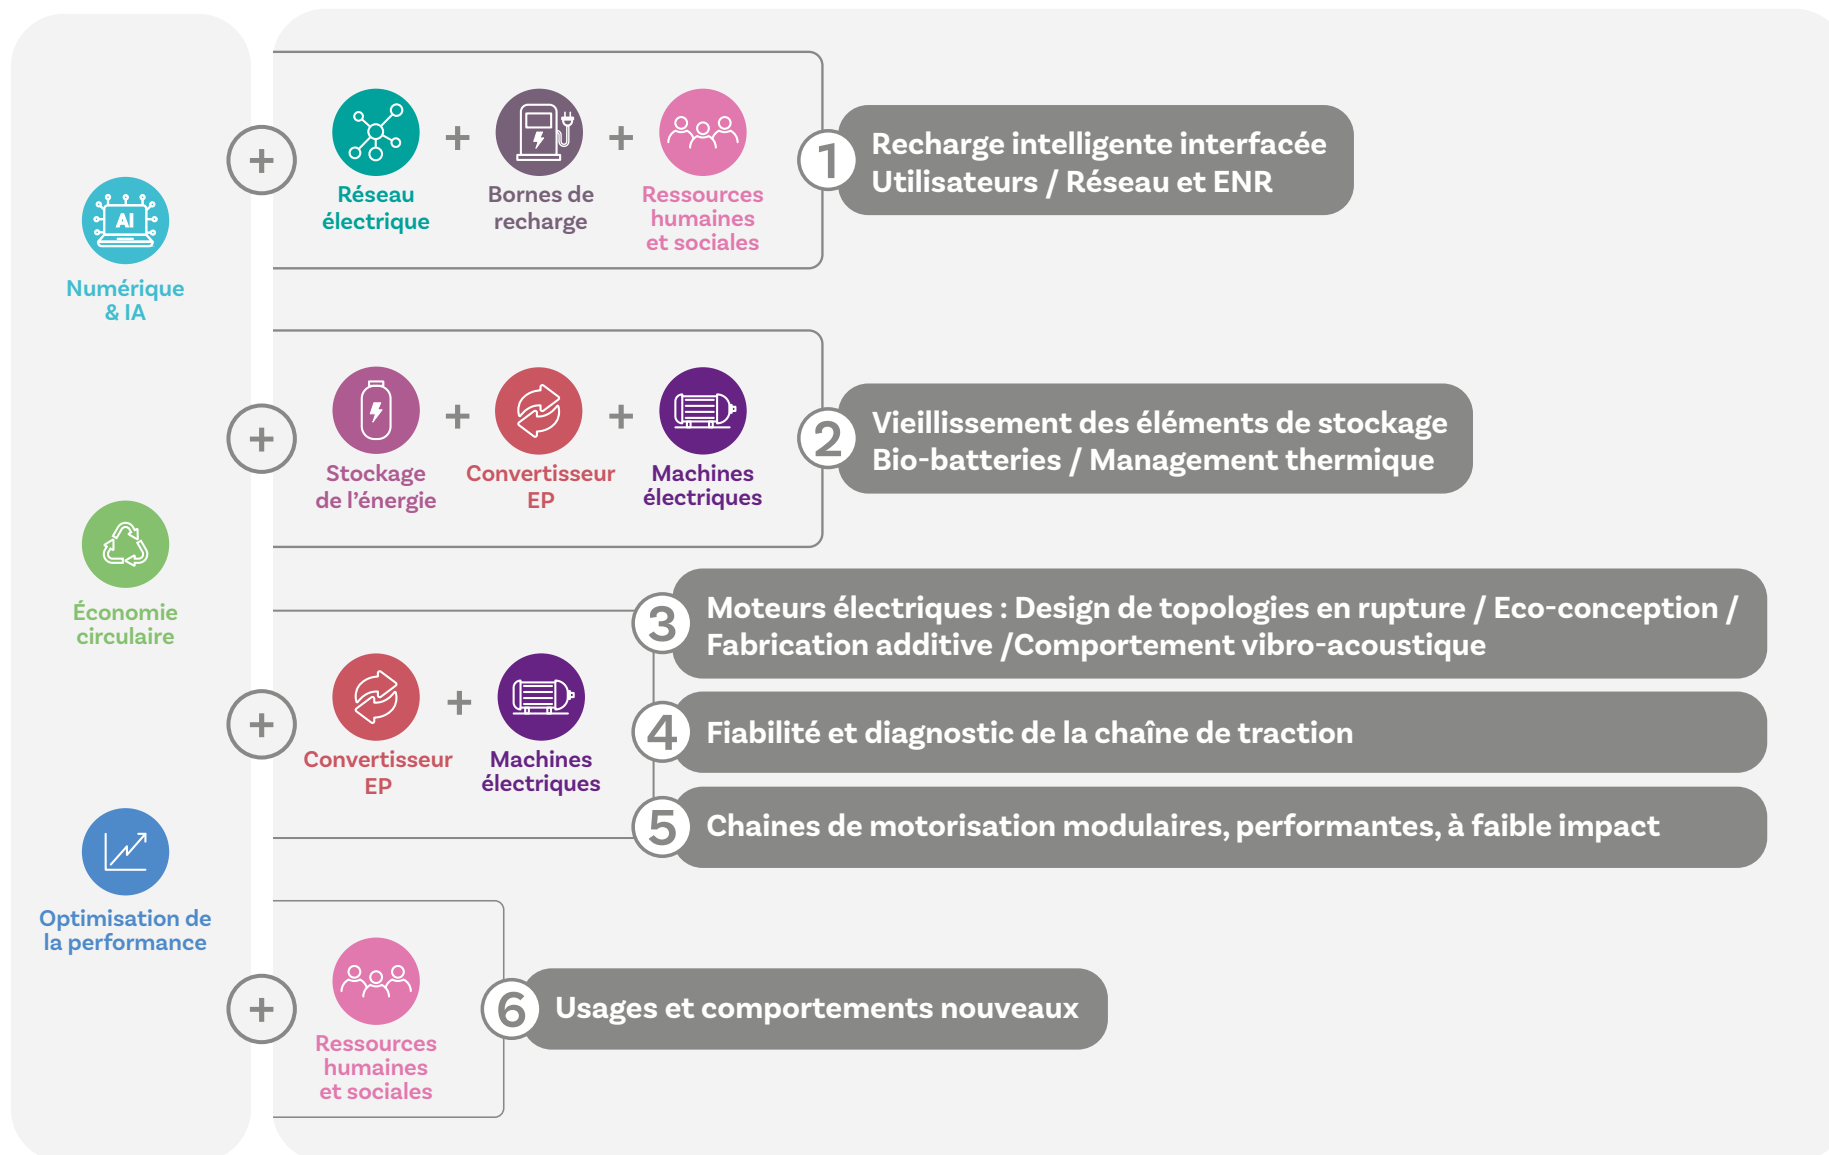 AI
Numérique
& IA
Économie
circulaire
Optimisation de
la performance
+
Réseau
électrique
+
Bornes de
recharge
+
Ressources
humaines
et sociales
1
Recharge intelligente interfacée
Utilisateurs / Réseau et ENR
+
Stockage
de l’énergie
+
Convertisseur
EP
+
Machines
électriques
2
Vieillissement des éléments de stockage
Bio-batteries / Management thermique
+
Convertisseur
EP
+
Machines
électriques
3
Moteurs électriques : Design de topologies en rupture / Eco-conception /
Fabrication additive /Comportement vibro-acoustique
4
Fiabilité et diagnostic de la chaîne de traction
5
Chaines de motorisation modulaires, performantes, à faible impact
+
Ressources
humaines
et sociales
6
Usages et comportements nouveaux